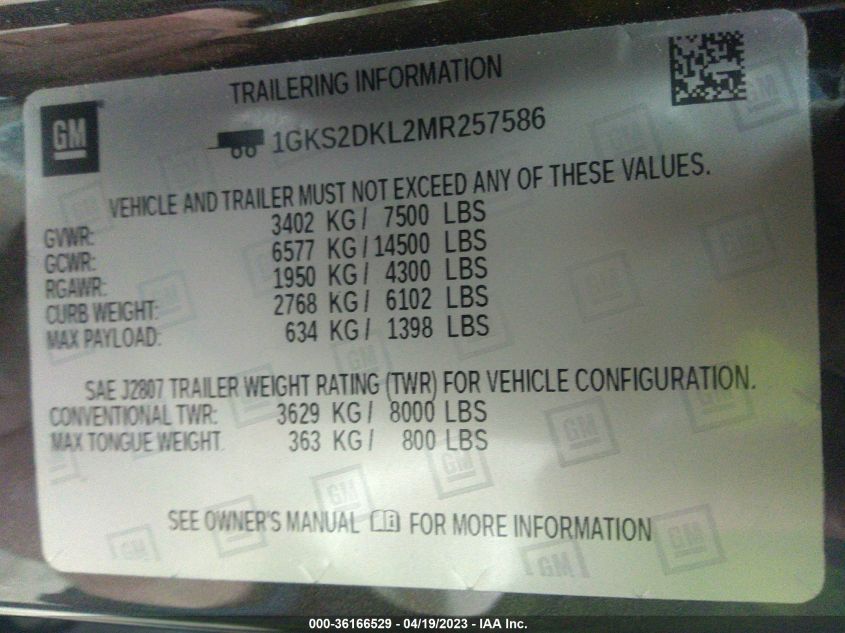 GM
TRAILERING INFORMATION
1GKS2DKL2MR257586
VEHICLE AND TRAILER MUST NOT EXCEED ANY OF THESE VALUES.
GVWR: 3402 KG / 7500 LBS
GCWR: 6577 KG / 14500 LBS
RGAWR: 1950 KG / 4300 LBS
CURB WEIGHT: 2768 KG / 6102 LBS
MAX PAYLOAD: 634 KG / 1398 LBS
SAE J2807 TRAILER WEIGHT RATING (TWR) FOR VEHICLE CONFIGURATION.
CONVENTIONAL TWR: 3629 KG / 8000 LBS
MAX TONGUE WEIGHT. 363 KG / 800 LBS
SEE OWNER'S MANUAL FOR MORE INFORMATION
000-36166529 - 04/19/2023 - IAA Inc.